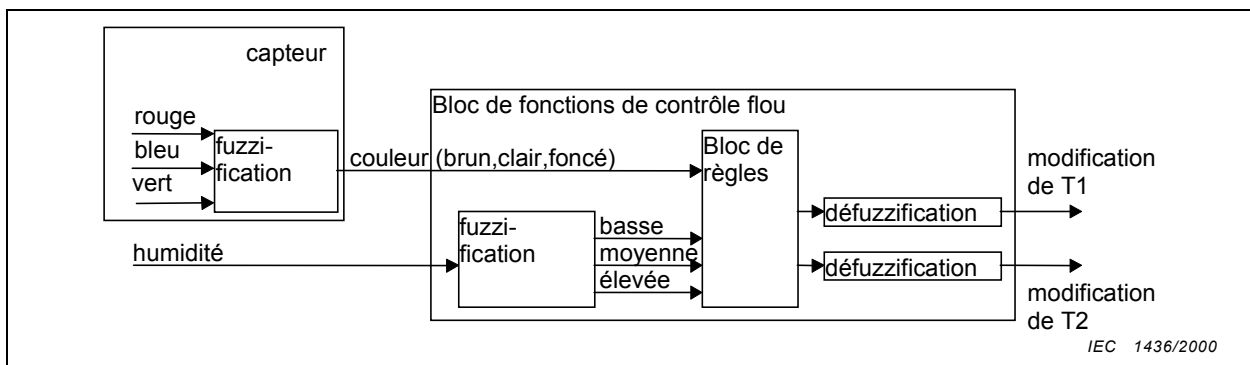 capteur
rouge
bleu
vert
fuzzi-
fication
couleur (brun,clair,foncé)
Bloc de fonctions de contrôle flou
Bloc de
règles
humidité
fuzzi-
fication
basse
moyenne
élevée
défuzzification
défuzzification
modification
de T1
modification
de T2
IEC 1436/2000